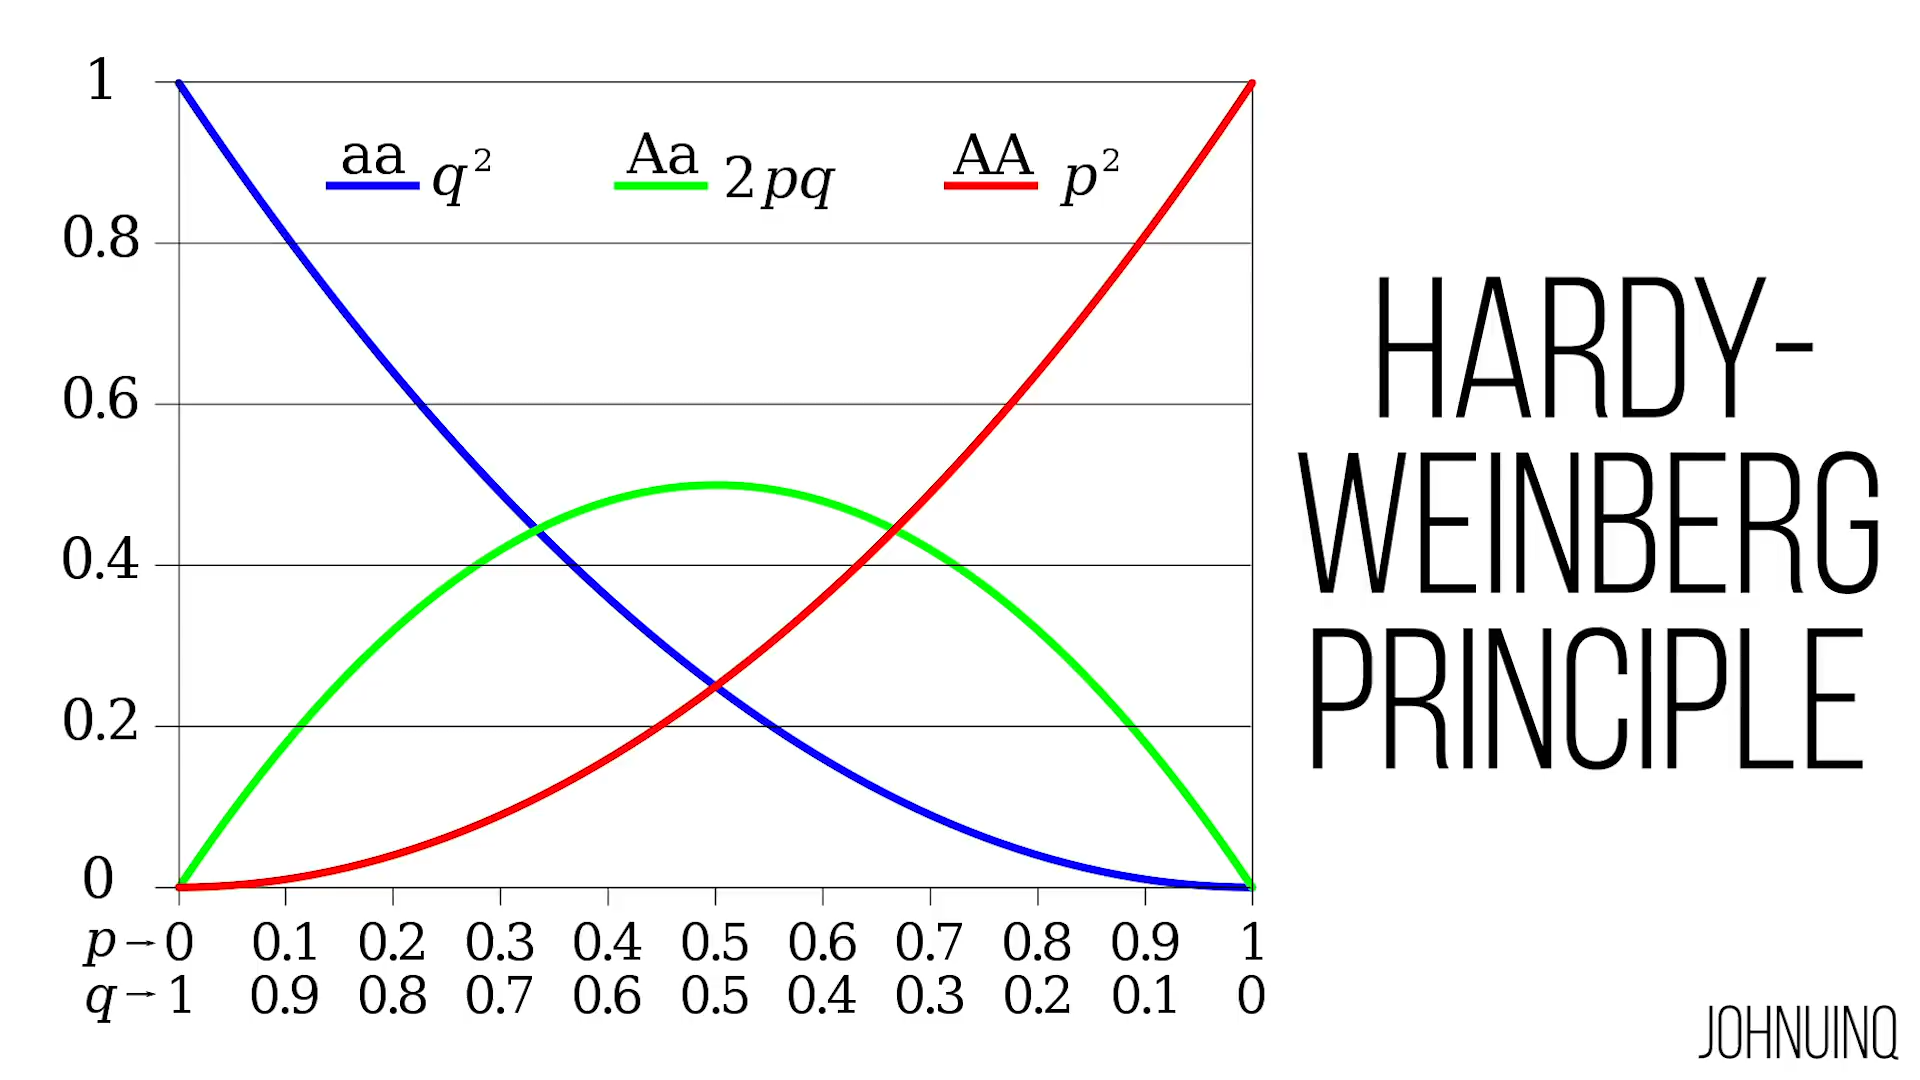 1
aa q² Aa 2pq AA p²
0.8
0.6
0.4
0.2
0
p→0 0.1 0.2 0.3 0.4 0.5 0.6 0.7 0.8 0.9 1
q→1 0.9 0.8 0.7 0.6 0.5 0.4 0.3 0.2 0.1 0
HARDY-
WEINBERG
PRINCIPLE
JOHNUINQ